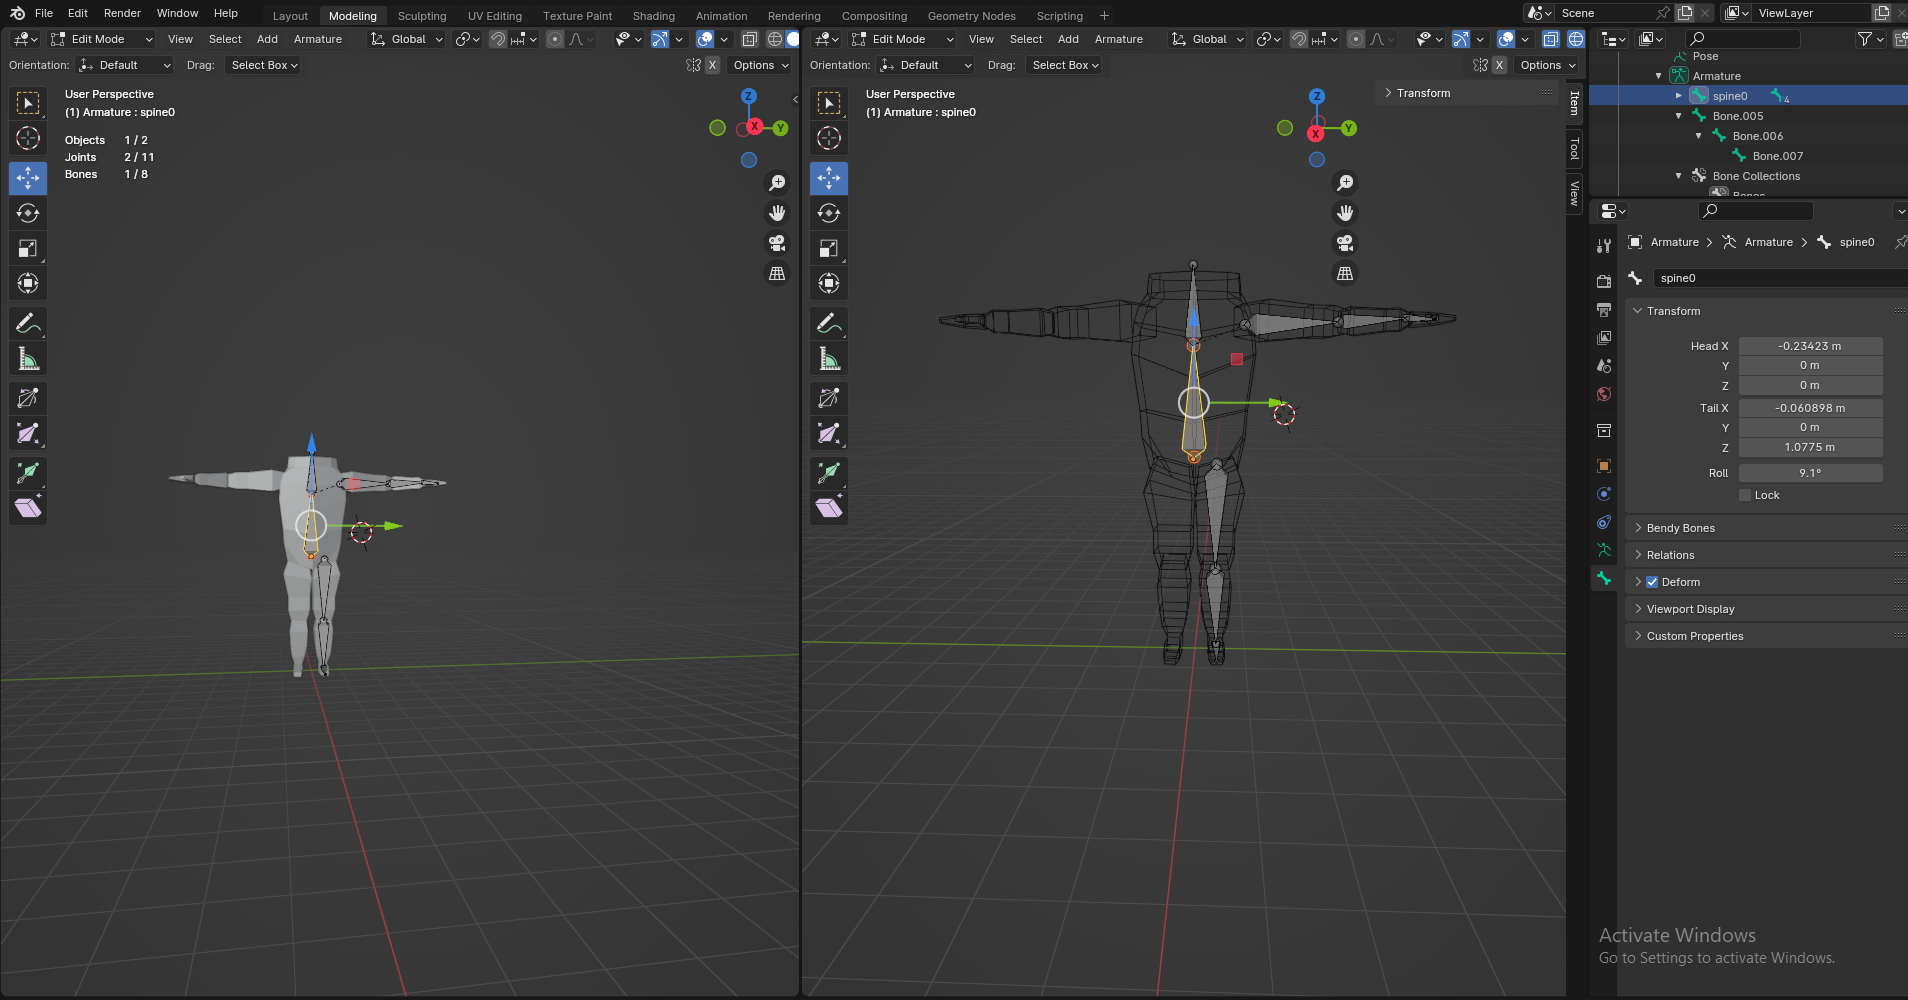 File Edit Render Window Help Layout Modeling Sculpting UV Editing Texture Paint Shading Animation Rendering Compositing Geometry Nodes Scripting + Scene ViewLayer
Edit Mode View Select Add Armature Global
Edit Mode View Select Add Armature Global
Orientation: Default Drag: Select Box X Options
Orientation: Default Drag: Select Box X Options
User Perspective
(1) Armature : spine0
Objects 1 / 2
Joints 2 / 11
Bones 1 / 8
Z
X
Y
User Perspective
(1) Armature : spine0
Z
X
Y
Transform
Item
Tool
View
Pose
Armature
spine0 4
Bone.005
Bone.006
Bone.007
Bone Collections
Bones
Armature > Armature > spine0
spine0
Transform
Head X -0.23423 m
Y 0 m
Z 0 m
Tail X -0.060898 m
Y 0 m
Z 1.0775 m
Roll 9.1°
Lock
Bendy Bones
Relations
Deform
Viewport Display
Custom Properties
Activate Windows
Go to Settings to activate Windows.